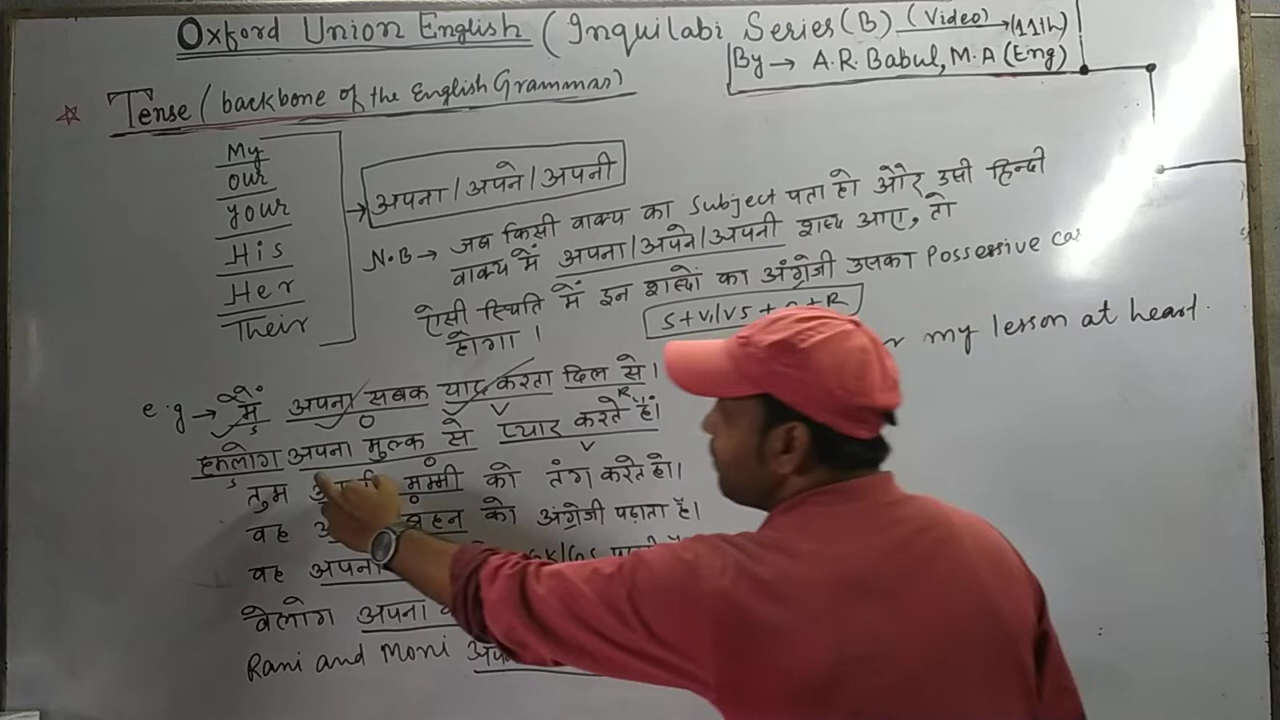 Oxford Union English (Inquilabi Series (B) (Video) → (11th)
By → A.R. Babul, M.A (Eng)
Tense (backbone of the English Grammar)
My
our
your
His
Her
Their
अपना / अपने / अपनी
N.B → जब किसी वाक्य का Subject पता हो और उसी हिन्दी
वाक्य में अपना/अपने/अपनी शब्द आए, तो
ऐसी स्थिति में इन शब्दों का अंग्रेजी उसका Possessive
होगा ।
S+V1/V5 + +R
my lesson at heart.
e.g → मैं अपना सबक याद करता दिल से ।
S O V R
हमलोग अपना मुल्क से प्यार करते हैं।
S O V
तुम मम्मी को तंग करते हो।
O
वह बहन को अंग्रेजी पढ़ाता है।
वह अपना
वेलोग अपना
Rani and Moni